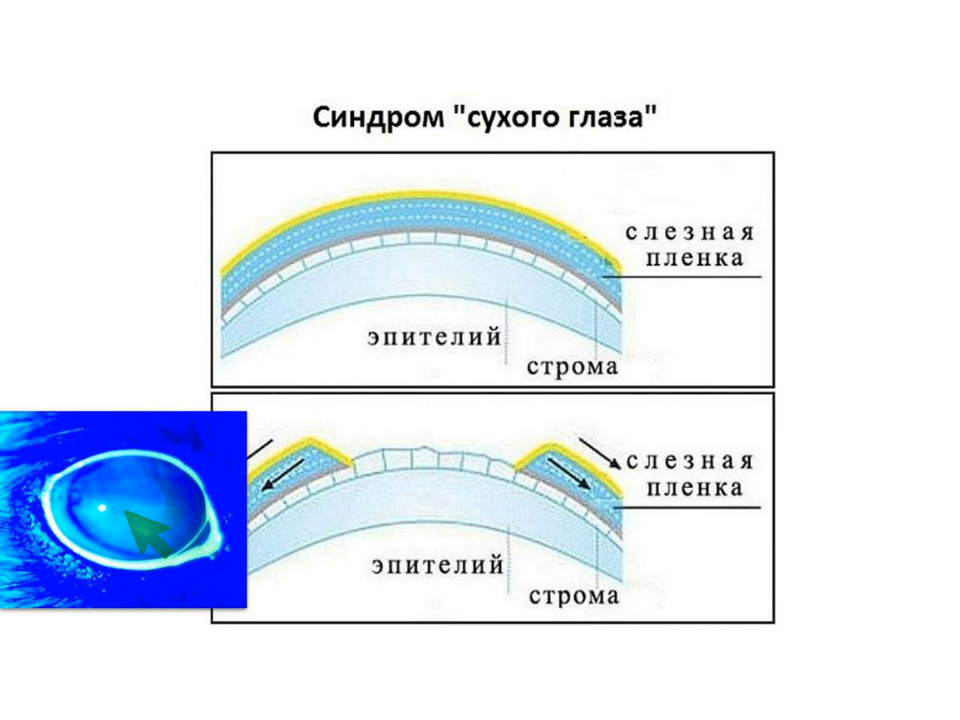 Синдром "сухого глаза"
слезная
пленка
эпителий
строма
слезная
пленка
эпителий
строма